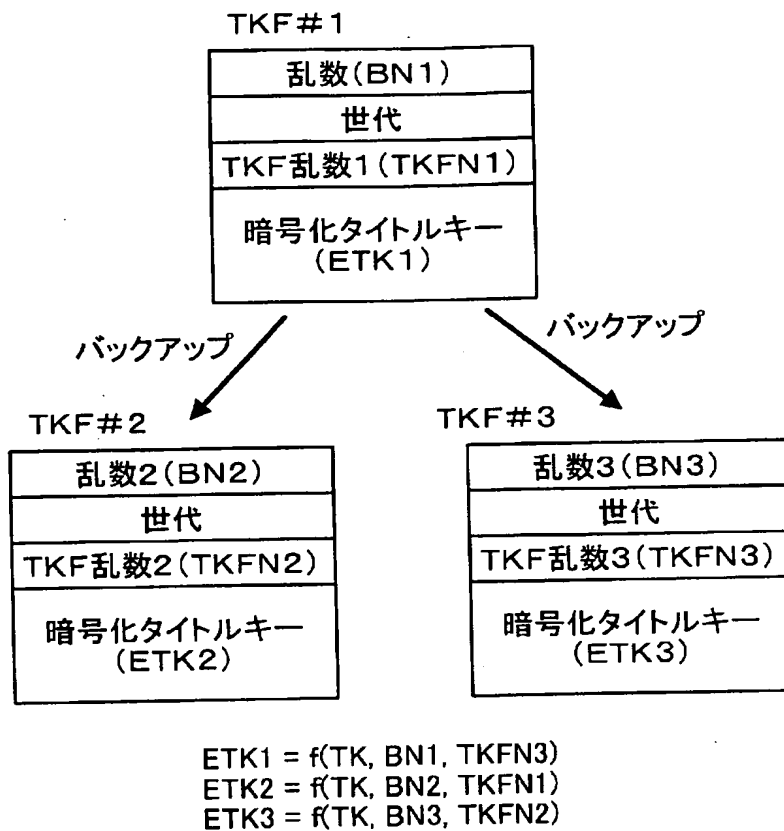 TKF#1
乱数(BN1)
世代
TKF乱数1(TKFN1)
暗号化タイトルキー
(ETK1)
バックアップ
バックアップ
TKF#2
乱数2(BN2)
世代
TKF乱数2(TKFN2)
暗号化タイトルキー
(ETK2)
TKF#3
乱数3(BN3)
世代
TKF乱数3(TKFN3)
暗号化タイトルキー
(ETK3)
ETK1 = f(TK, BN1, TKFN3)
ETK2 = f(TK, BN2, TKFN1)
ETK3 = f(TK, BN3, TKFN2)